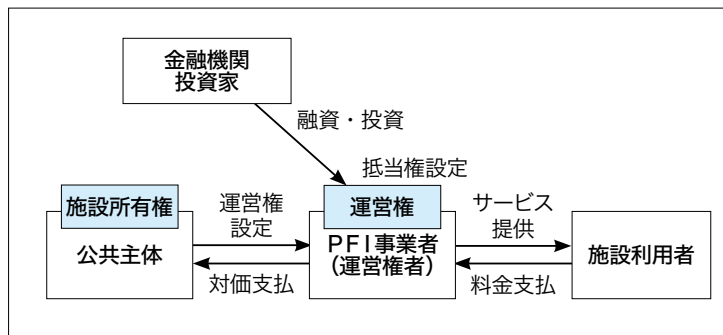 金融機関
投資家
融資・投資
抵当権設定
施設所有権
運営権
設定
運営権
サービス
提供
公共主体
PFI事業者
(運営権者)
施設利用者
対価支払
料金支払